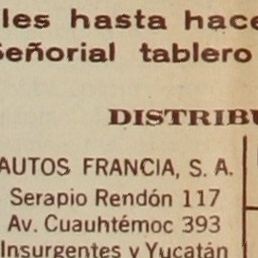 les hasta hace
Señorial tablero
DISTRIBU
AUTOS FRANCIA, S. A.
Serapio Rendón 117
Av. Cuauhtémoc 393
Insurgentes y Yucatán